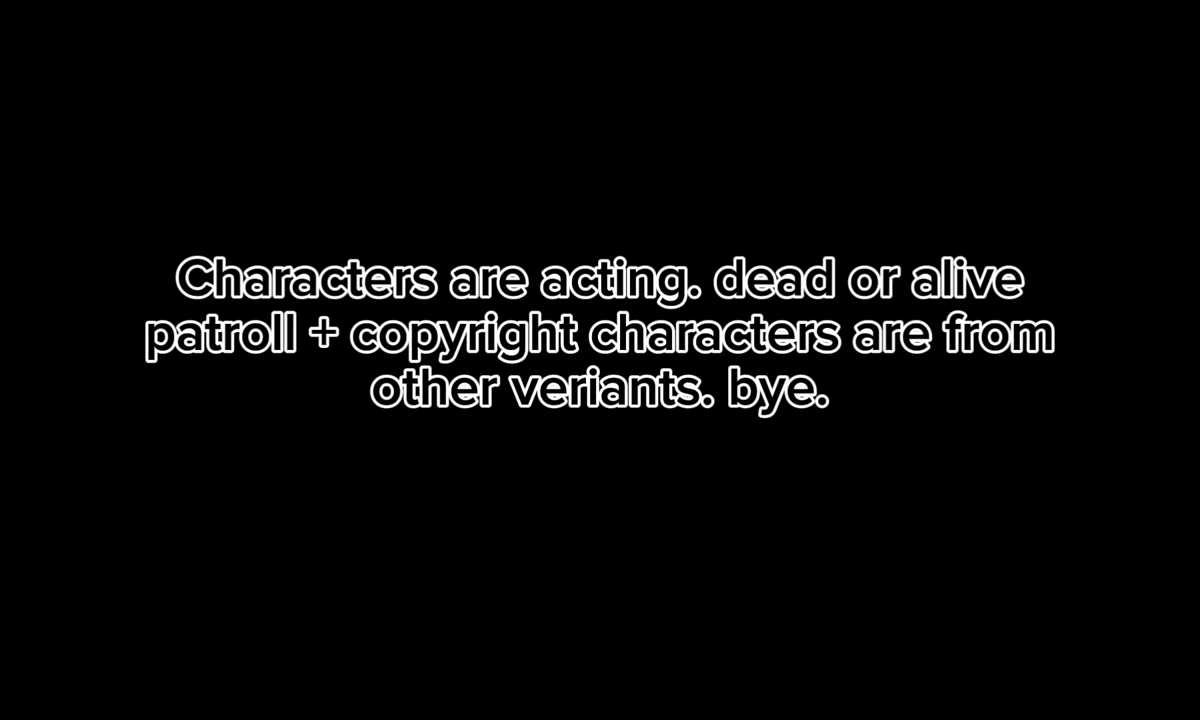 Characters are acting. dead or alive
patroll + copyright characters are from
other veriants. bye.